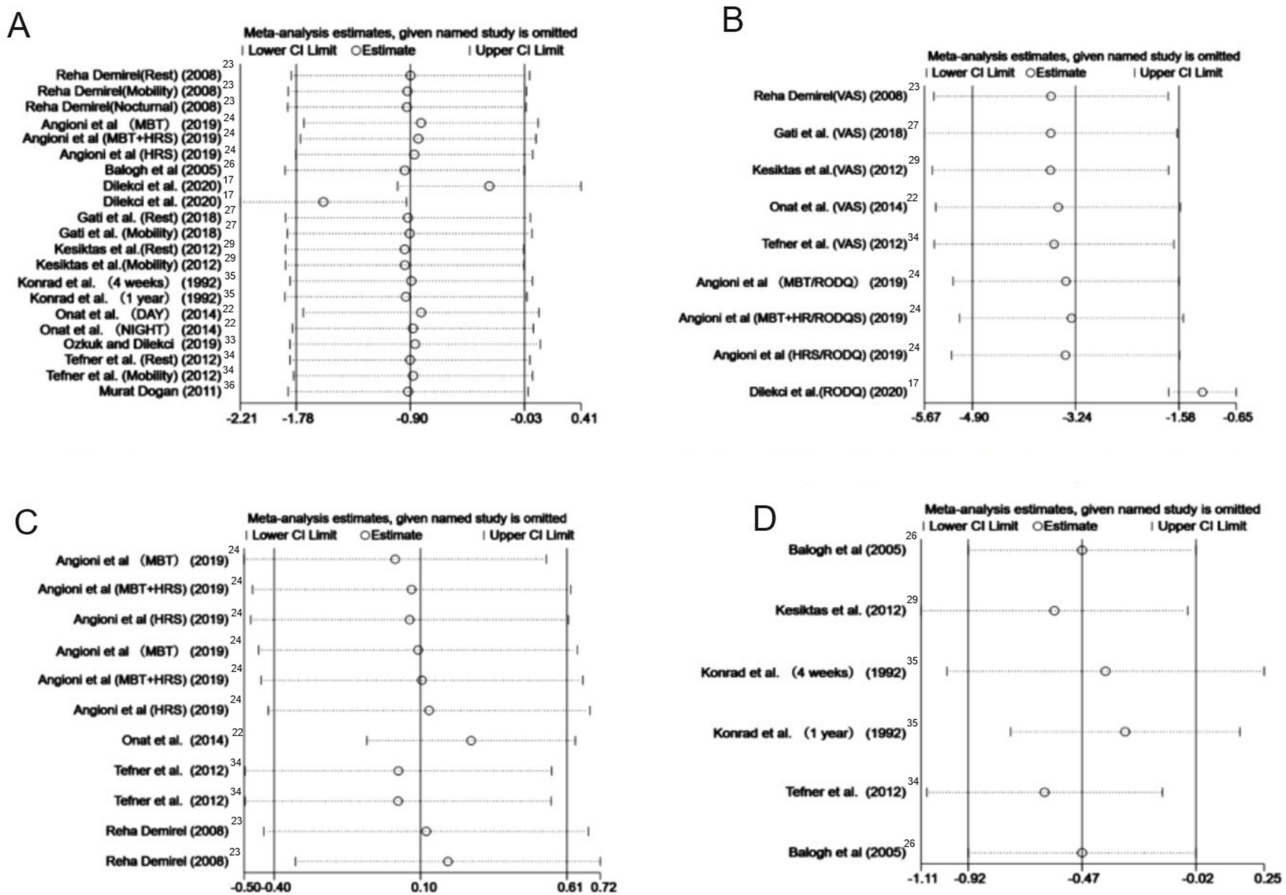 A
Meta-analysis estimates, given named study is omitted
Lower CI Limit Estimate Upper CI Limit
Reha Demirel(Rest) (2008) 23
Reha Demirel(Mobility) (2008) 23
Reha Demirel(Nocturnal) (2008) 23
Angioni et al （MBT） (2019) 24
Angioni et al (MBT+HRS) (2019) 24
Angioni et al (HRS) (2019) 24
Balogh et al (2005) 26
Dilekci et al. (2020) 17
Dilekci et al. (2020) 17
Gati et al. (Rest) (2018) 27
Gati et al. (Mobility) (2018) 27
Kesiktas et al.(Rest) (2012) 29
Kesiktas et al.(Mobility) (2012) 29
Konrad et al. （4 weeks） (1992) 35
Konrad et al. （1 year） (1992) 35
Onat et al. （DAY） (2014) 22
Onat et al. （NIGHT） (2014) 22
Ozkuk and Dilekci (2019) 33
Tefner et al. (Rest) (2012) 34
Tefner et al. (Mobility) (2012) 34
Murat Dogan (2011) 36
-2.21 -1.78 -0.90 -0.03 0.41
B
Meta-analysis estimates, given named study is omitted
Lower CI Limit Estimate Upper CI Limit
Reha Demirel(VAS) (2008) 23
Gati et al. (VAS) (2018) 27
Kesiktas et al.(VAS) (2012) 29
Onat et al. (VAS) (2014) 22
Tefner et al. (VAS) (2012) 34
Angioni et al （MBT/RODQ） (2019) 24
Angioni et al (MBT+HR/RODQS) (2019) 24
Angioni et al (HRS/RODQ) (2019) 24
Dilekci et al.(RODQ) (2020) 17
-5.67 -4.90 -3.24 -1.58 -0.65
C
Meta-analysis estimates, given named study is omitted
Lower CI Limit Estimate Upper CI Limit
Angioni et al （MBT） (2019) 24
Angioni et al (MBT+HRS) (2019) 24
Angioni et al (HRS) (2019) 24
Angioni et al （MBT） (2019) 24
Angioni et al (MBT+HRS) (2019) 24
Angioni et al (HRS) (2019) 24
Onat et al. (2014) 22
Tefner et al. (2012) 34
Tefner et al. (2012) 34
Reha Demirel (2008) 23
Reha Demirel (2008) 23
-0.50 -0.40 0.10 0.61 0.72
D
Meta-analysis estimates, given named study is omitted
Lower CI Limit Estimate Upper CI Limit
Balogh et al (2005) 26
Kesiktas et al. (2012) 29
Konrad et al. （4 weeks） (1992) 35
Konrad et al. （1 year） (1992) 35
Tefner et al. (2012) 34
Balogh et al (2005) 26
-1.11 -0.92 -0.47 -0.02 0.25